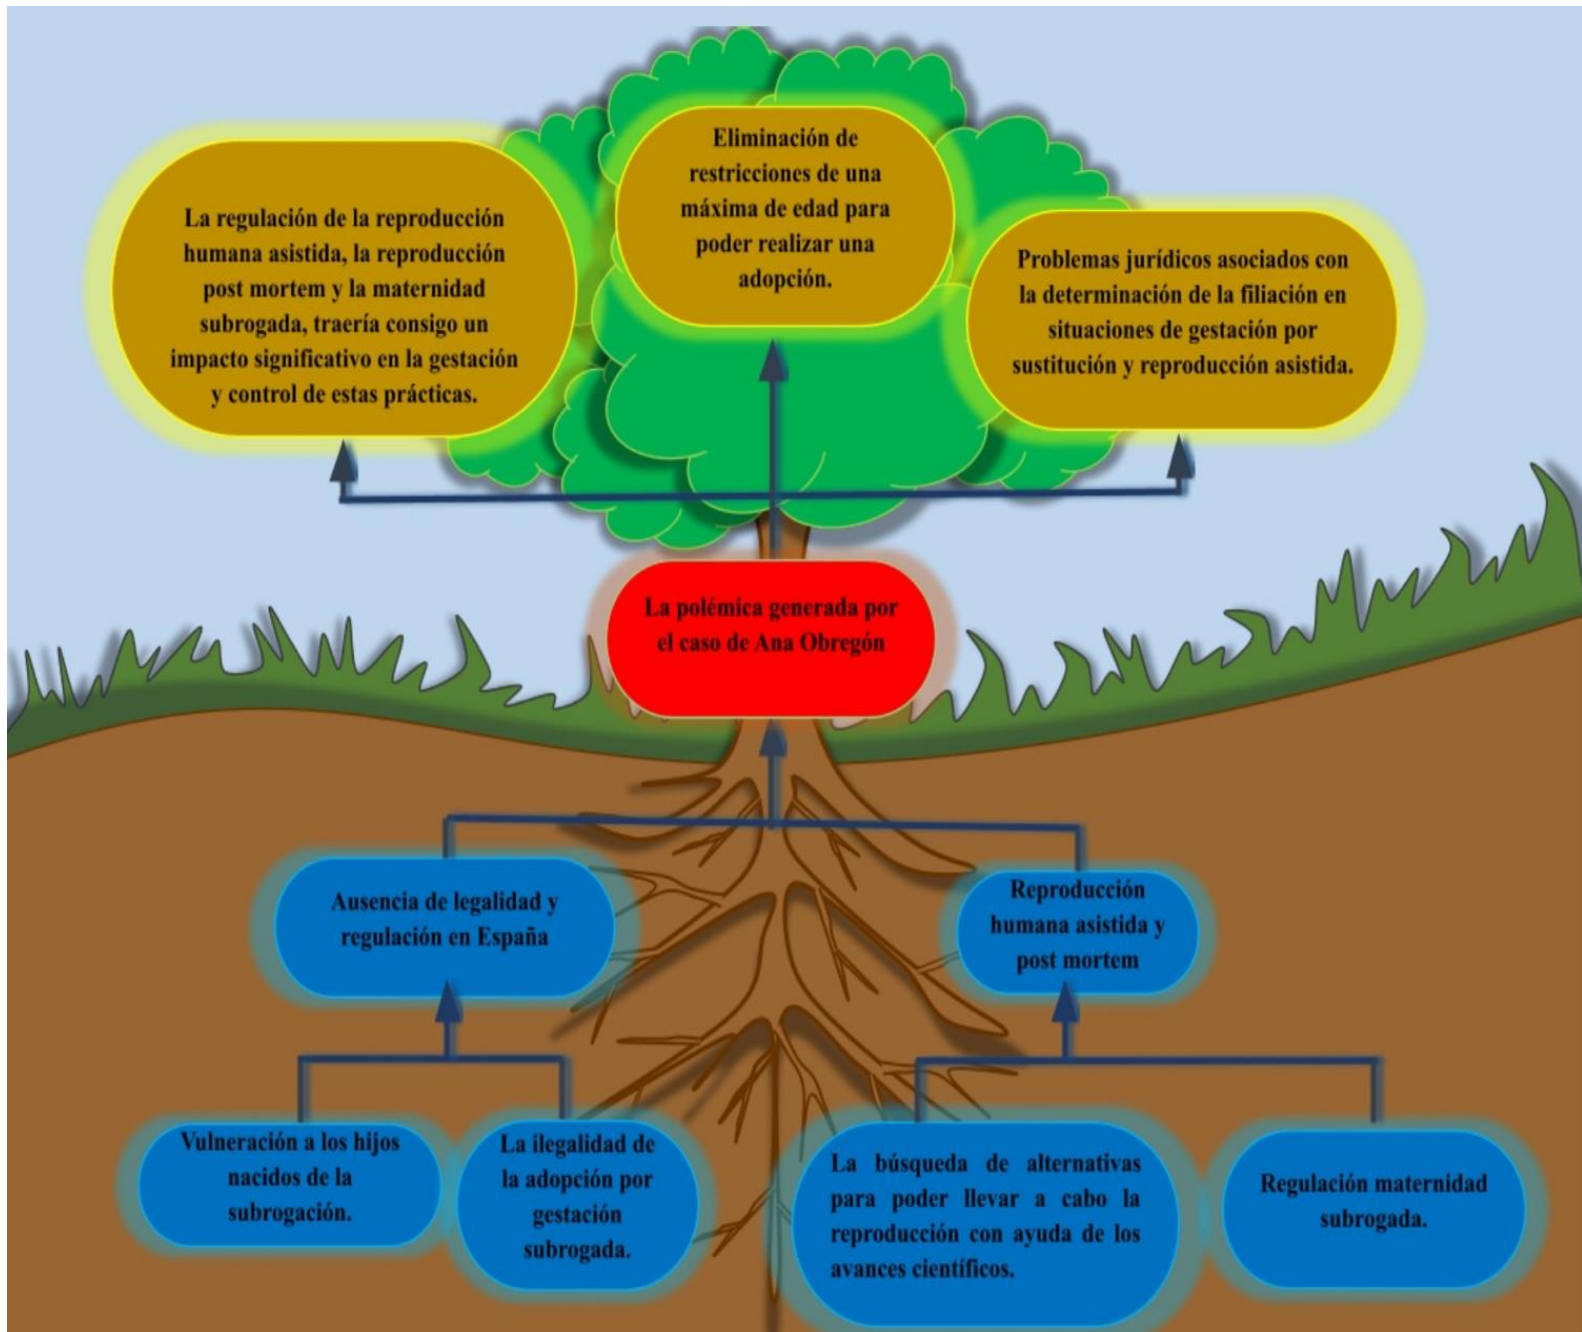 La regulación de la reproducción
humana asistida, la reproducción
post mortem y la maternidad
subrogada, traería consigo un
impacto significativo en la gestación
y control de estas prácticas.
Eliminación de
restricciones de una
máxima de edad para
poder realizar una
adopción.
Problemas jurídicos asociados con
la determinación de la filiación en
situaciones de gestación por
sustitución y reproducción asistida.
La polémica generada por
el caso de Ana Obregón
Ausencia de legalidad y
regulación en España
Reproducción
humana asistida y
post mortem
Vulneración a los hijos
nacidos de la
subrogación.
La ilegalidad de
la adopción por
gestación
subrogada.
La búsqueda de alternativas
para poder llevar a cabo la
reproducción con ayuda de los
avances científicos.
Regulación maternidad
subrogada.